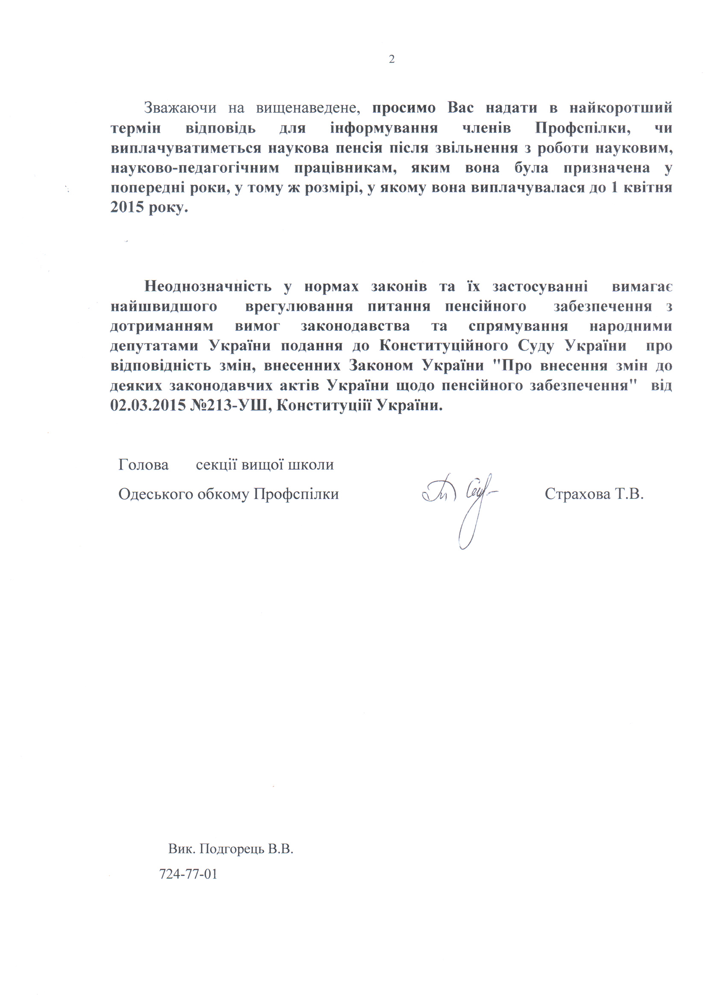 2
Зважаючи на вищенаведене, просимо Вас надати в найкоротший
термін відповідь для інформування членів Профспілки, чи
виплачуватиметься наукова пенсія після звільнення з роботи науковим,
науково-педагогічним працівникам, яким вона була призначена у
попередні роки, у тому ж розмірі, у якому вона виплачувалася до 1 квітня
2015 року.
Неоднозначність у нормах законів та їх застосуванні вимагає
найшвидшого врегулювання питання пенсійного забезпечення з
дотриманням вимог законодавства та спрямування народними
депутатами України подання до Конституційного Суду України про
відповідність змін, внесенних Законом України "Про внесення змін до
деяких законодавчих актів України щодо пенсійного забезпечення" від
02.03.2015 №213-УШ, Конституціїї України.
Голова секції вищої школи
Одеського обкому Профспілки Страхова Т.В.
Вик. Подгорець В.В.
724-77-01